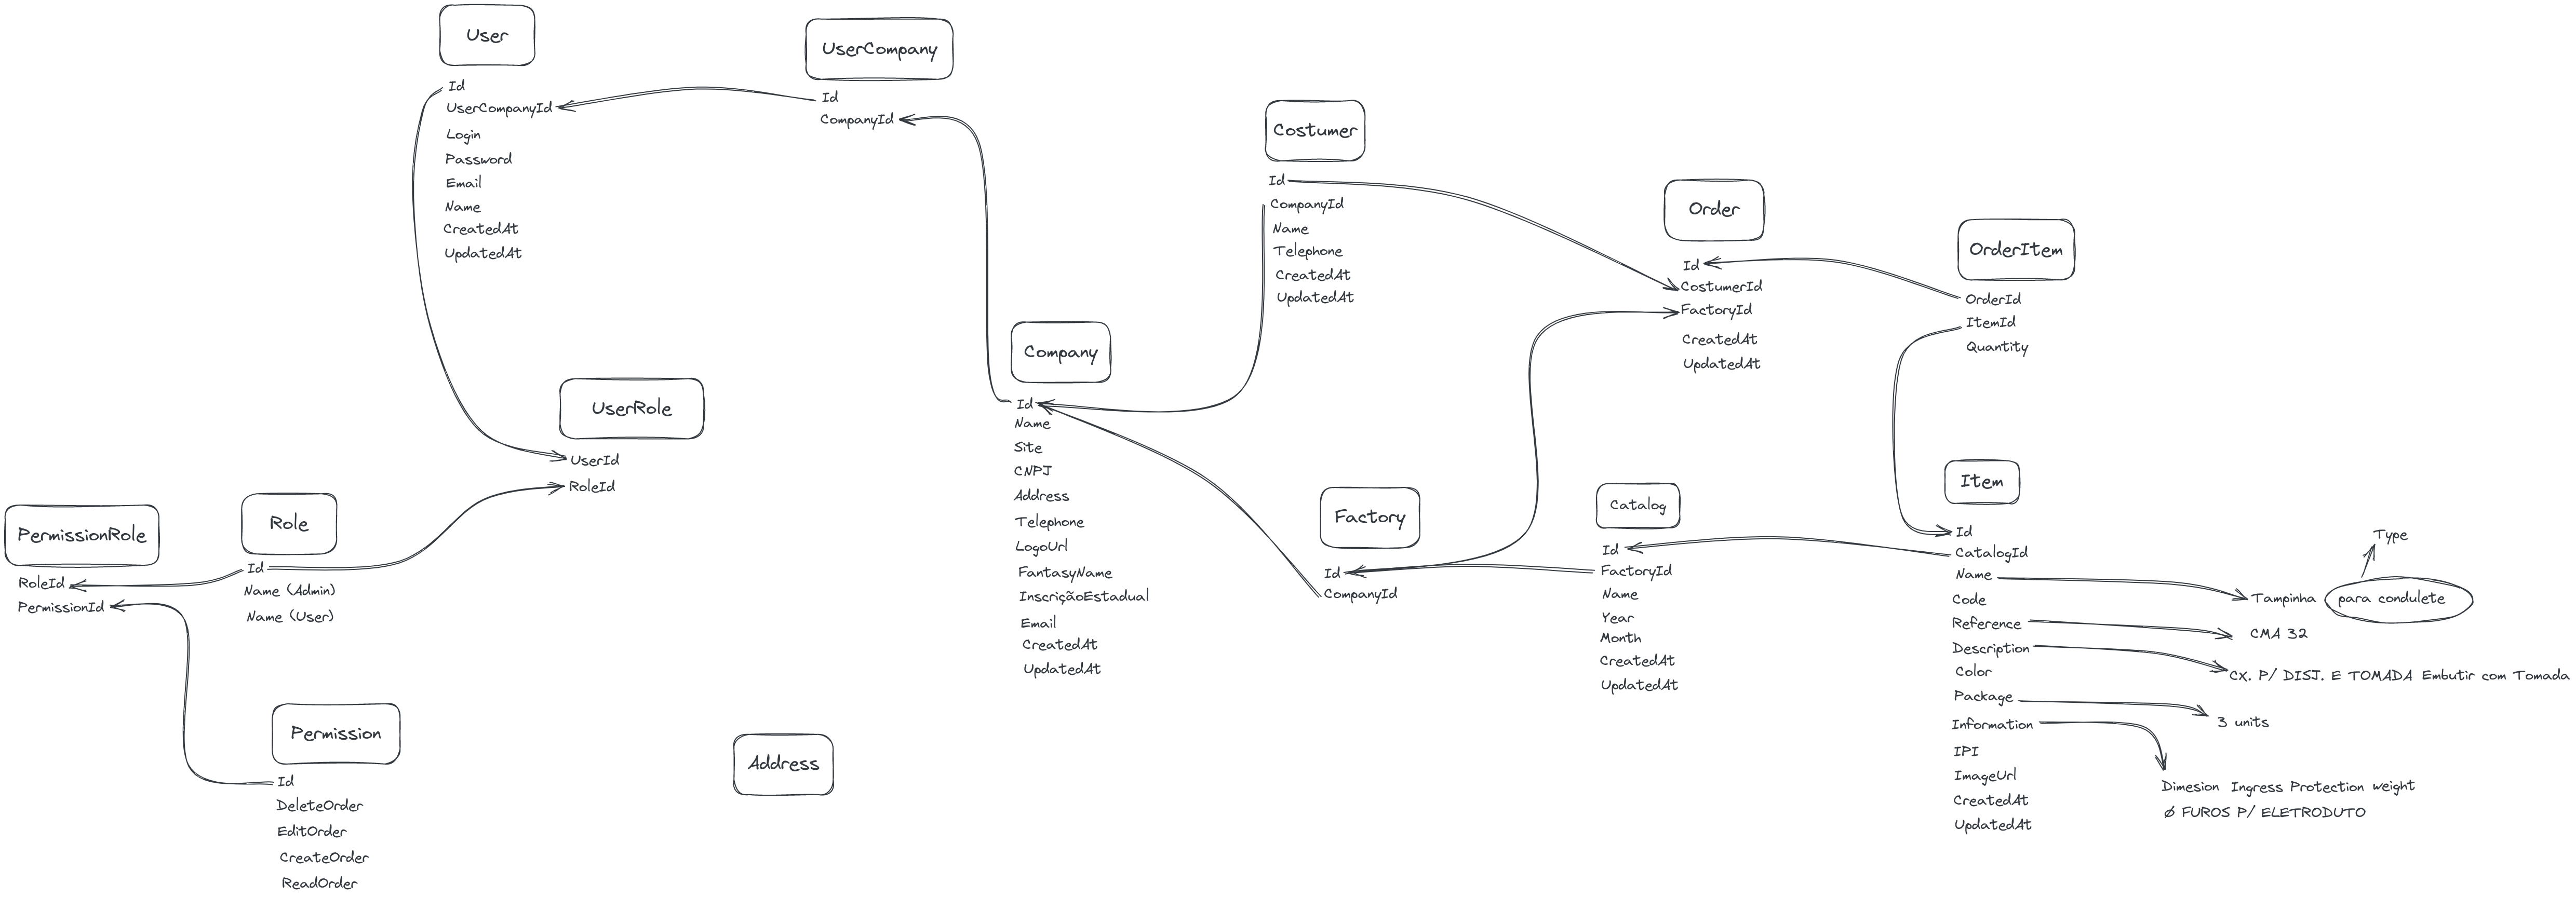 User
Id
UserCompanyId
Login
Password
Email
Name
CreatedAt
UpdatedAt
UserCompany
Id
CompanyId
Costumer
Id
CompanyId
Name
Telephone
CreatedAt
UpdatedAt
Order
Id
CostumerId
FactoryId
CreatedAt
UpdatedAt
OrderItem
OrderId
ItemId
Quantity
Company
Id
Name
Site
CNPJ
Address
Telephone
LogoUrl
FantasyName
InscriçãoEstadual
Email
CreatedAt
UpdatedAt
UserRole
UserId
RoleId
PermissionRole
RoleId
PermissionId
Role
Id
Name (Admin)
Name (User)
Permission
Id
DeleteOrder
EditOrder
CreateOrder
ReadOrder
Address
Factory
Id
CompanyId
Catalog
Id
FactoryId
Name
Year
Month
CreatedAt
UpdatedAt
Item
Id
CatalogId
Name
Code
Reference
Description
Color
Package
Information
IPI
ImageUrl
CreatedAt
UpdatedAt
Type
Tampinha para condulete
CMA 32
CX. P/ DISJ. E TOMADA Embutir com Tomada
3 units
Dimesion Ingress Protection weight
Ø FUROS P/ ELETRODUTO